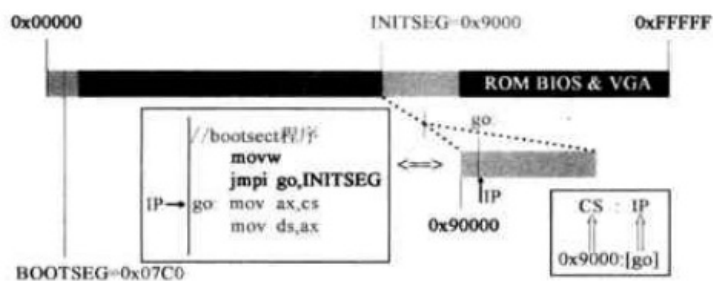 0x00000
INITSEG=0x9000
0xFFFFF
ROM BIOS & VGA
go:
//bootsect程序
movw
jmpi go,INITSEG
IP
go: mov ax,cs
mov ds,ax
<==>
IP
0x90000
CS : IP
0x9000:[go]
BOOTSEG=0x07C0